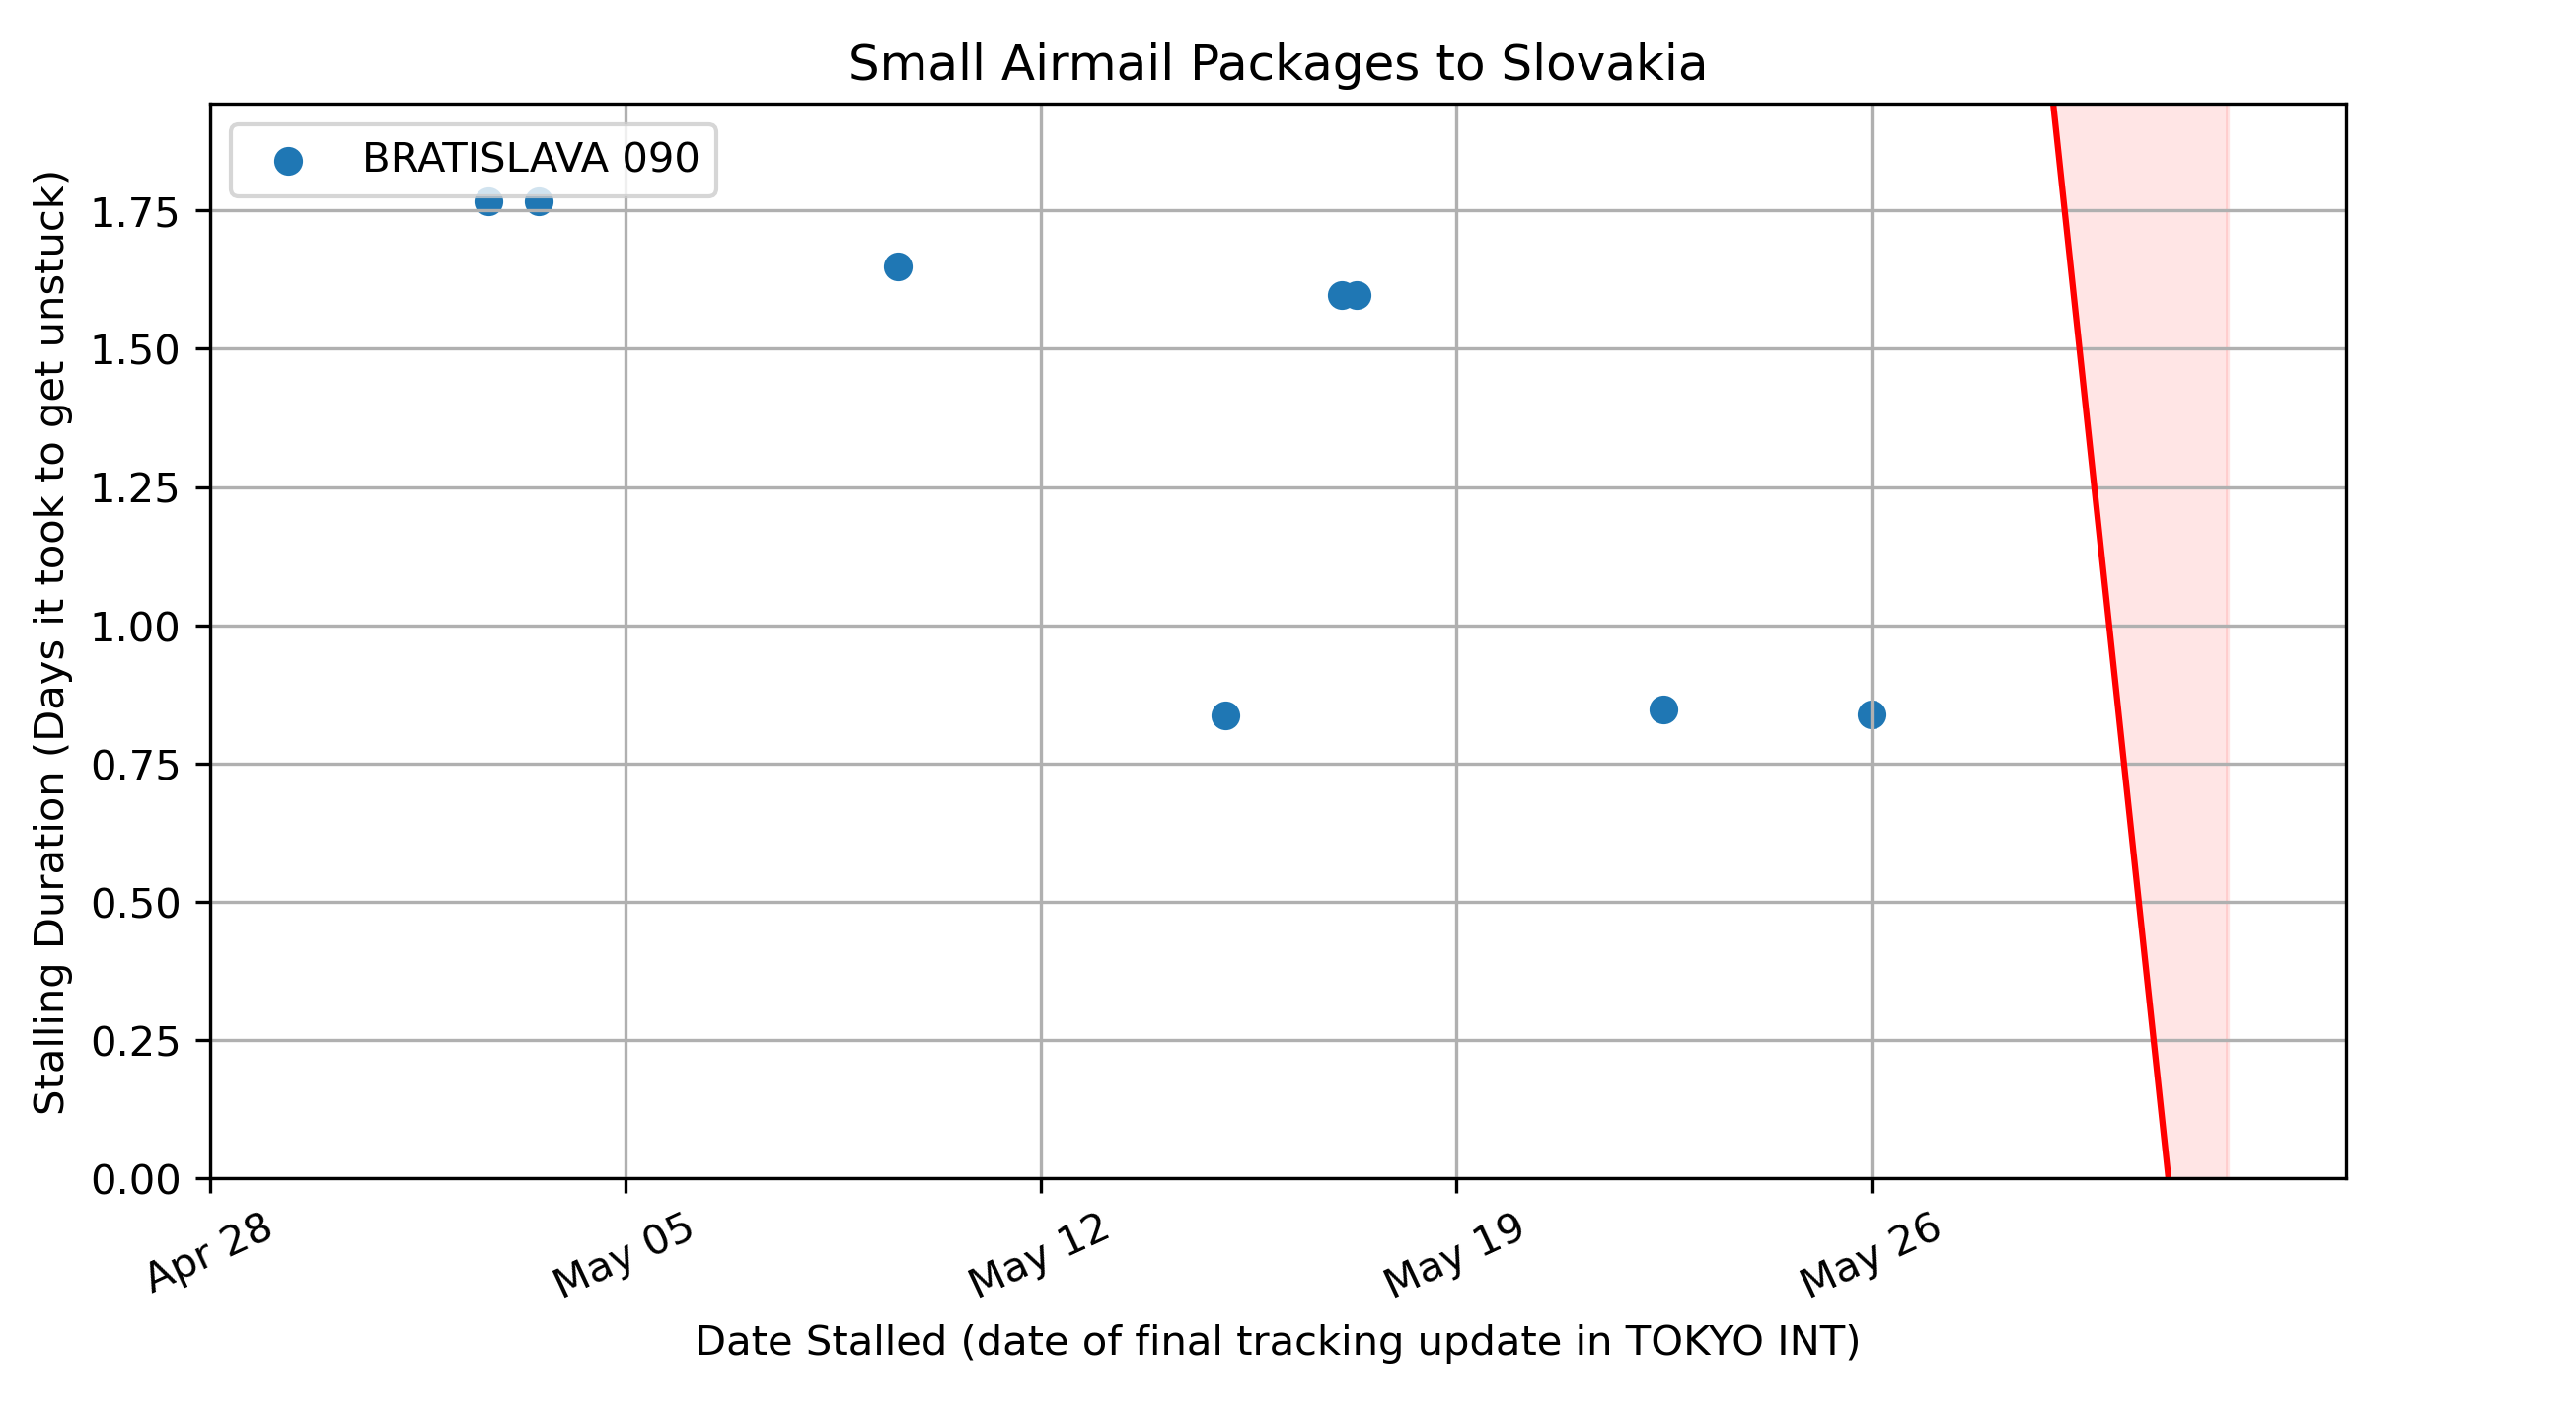 Small Airmail Packages to Slovakia
BRATISLAVA 090
Stalling Duration (Days it took to get unstuck)
1.75
1.50
1.25
1.00
0.75
0.50
0.25
0.00
Apr 28
May 05
May 12
May 19
May 26
Date Stalled (date of final tracking update in TOKYO INT)